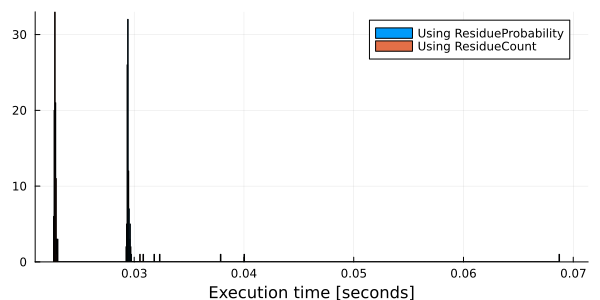 30
20
10
0
Using ResidueProbability
Using ResidueCount
0.03 0.04 0.05 0.06 0.07
Execution time [seconds]